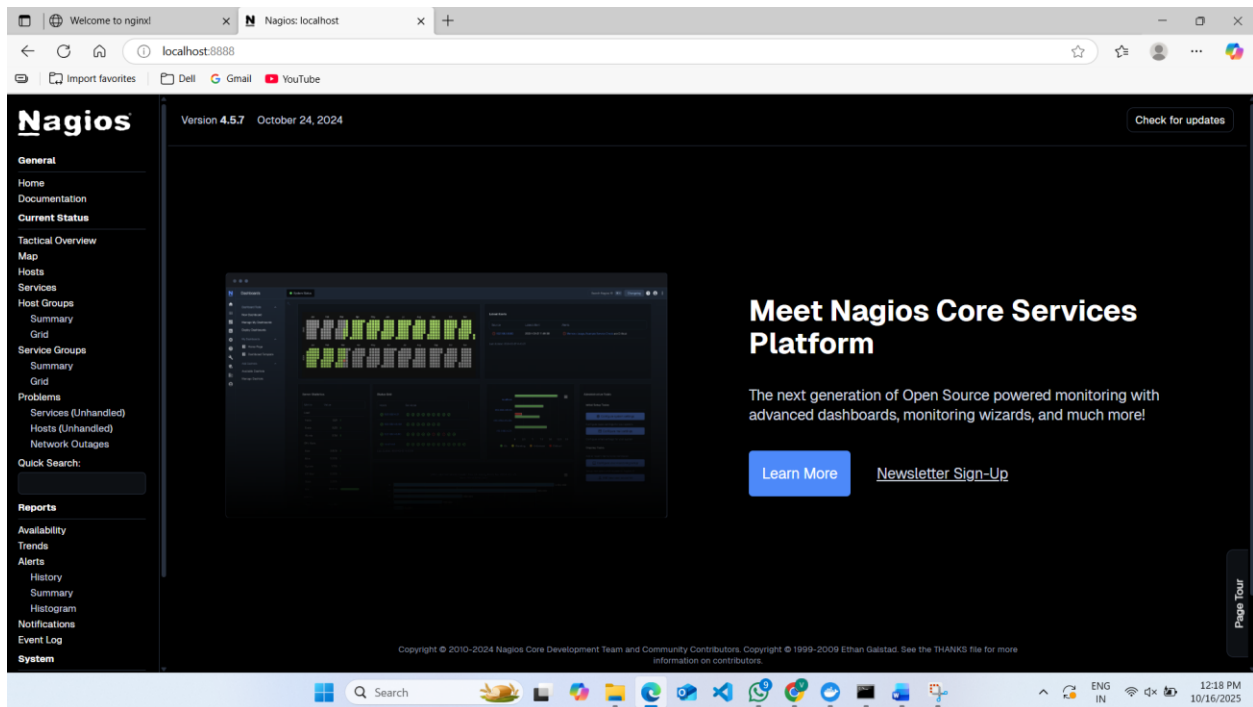 Welcome to nginx!
Nagios: localhost
localhost:8888
Import favorites
Dell
Gmail
YouTube
Nagios
General
Home
Documentation
Current Status
Tactical Overview
Map
Hosts
Services
Host Groups
Summary
Grid
Service Groups
Summary
Grid
Problems
Services (Unhandled)
Hosts (Unhandled)
Network Outages
Quick Search:
Reports
Availability
Trends
Alerts
History
Summary
Histogram
Notifications
Event Log
System
Version 4.5.7 October 24, 2024
Check for updates
Meet Nagios Core Services
Platform
The next generation of Open Source powered monitoring with
advanced dashboards, monitoring wizards, and much more!
Learn More
Newsletter Sign-Up
Page Tour
Copyright © 2010-2024 Nagios Core Development Team and Community Contributors. Copyright © 1999-2009 Ethan Galstad. See the THANKS file for more
information on contributors.
Search
9
ENG
IN
12:18 PM
10/16/2025